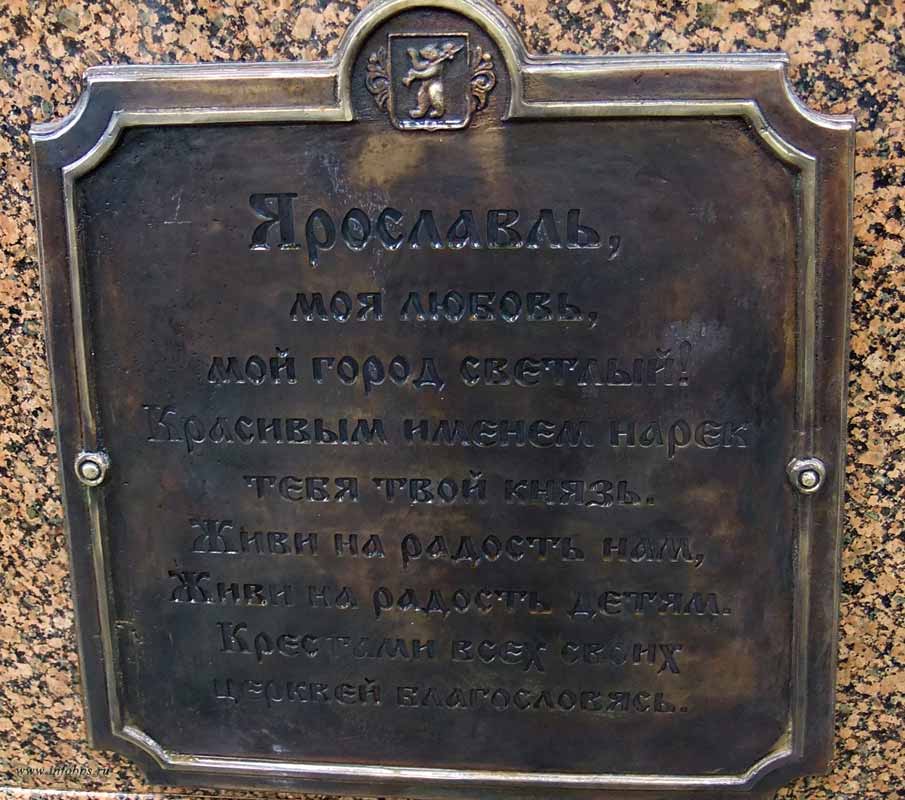 Ярославль,
моя любовь,
мой город светлый!
Красивым именем нарек
тебя твой князь.
Живи на радость нам,
Живи на радость детям.
Крестами всех своих
церквей благословясь.